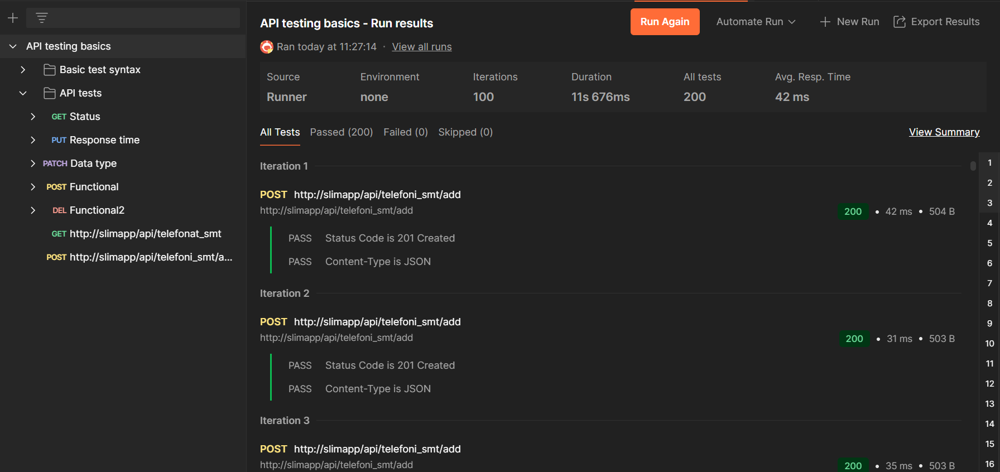 API testing basics
Basic test syntax
API tests
GET Status
PUT Response time
PATCH Data type
POST Functional
DEL Functional2
GET http://slimapp/api/telefonat_smt
POST http://slimapp/api/telefoni_smt/a...
API testing basics - Run results
Run Again
Automate Run
New Run
Export Results
Ran today at 11:27:14 · View all runs
Source Environment Iterations Duration All tests Avg. Resp. Time
Runner none 100 11s 676ms 200 42 ms
All Tests Passed (200) Failed (0) Skipped (0) View Summary
Iteration 1
POST http://slimapp/api/telefoni_smt/add
http://slimapp/api/telefoni_smt/add
200 • 42 ms • 504 B
PASS Status Code is 201 Created
PASS Content-Type is JSON
Iteration 2
POST http://slimapp/api/telefoni_smt/add
http://slimapp/api/telefoni_smt/add
200 • 31 ms • 503 B
PASS Status Code is 201 Created
PASS Content-Type is JSON
Iteration 3
POST http://slimapp/api/telefoni_smt/add
http://slimapp/api/telefoni_smt/add
200 • 35 ms • 503 B
1
2
3
4
5
6
7
8
9
10
11
12
13
14
15
16